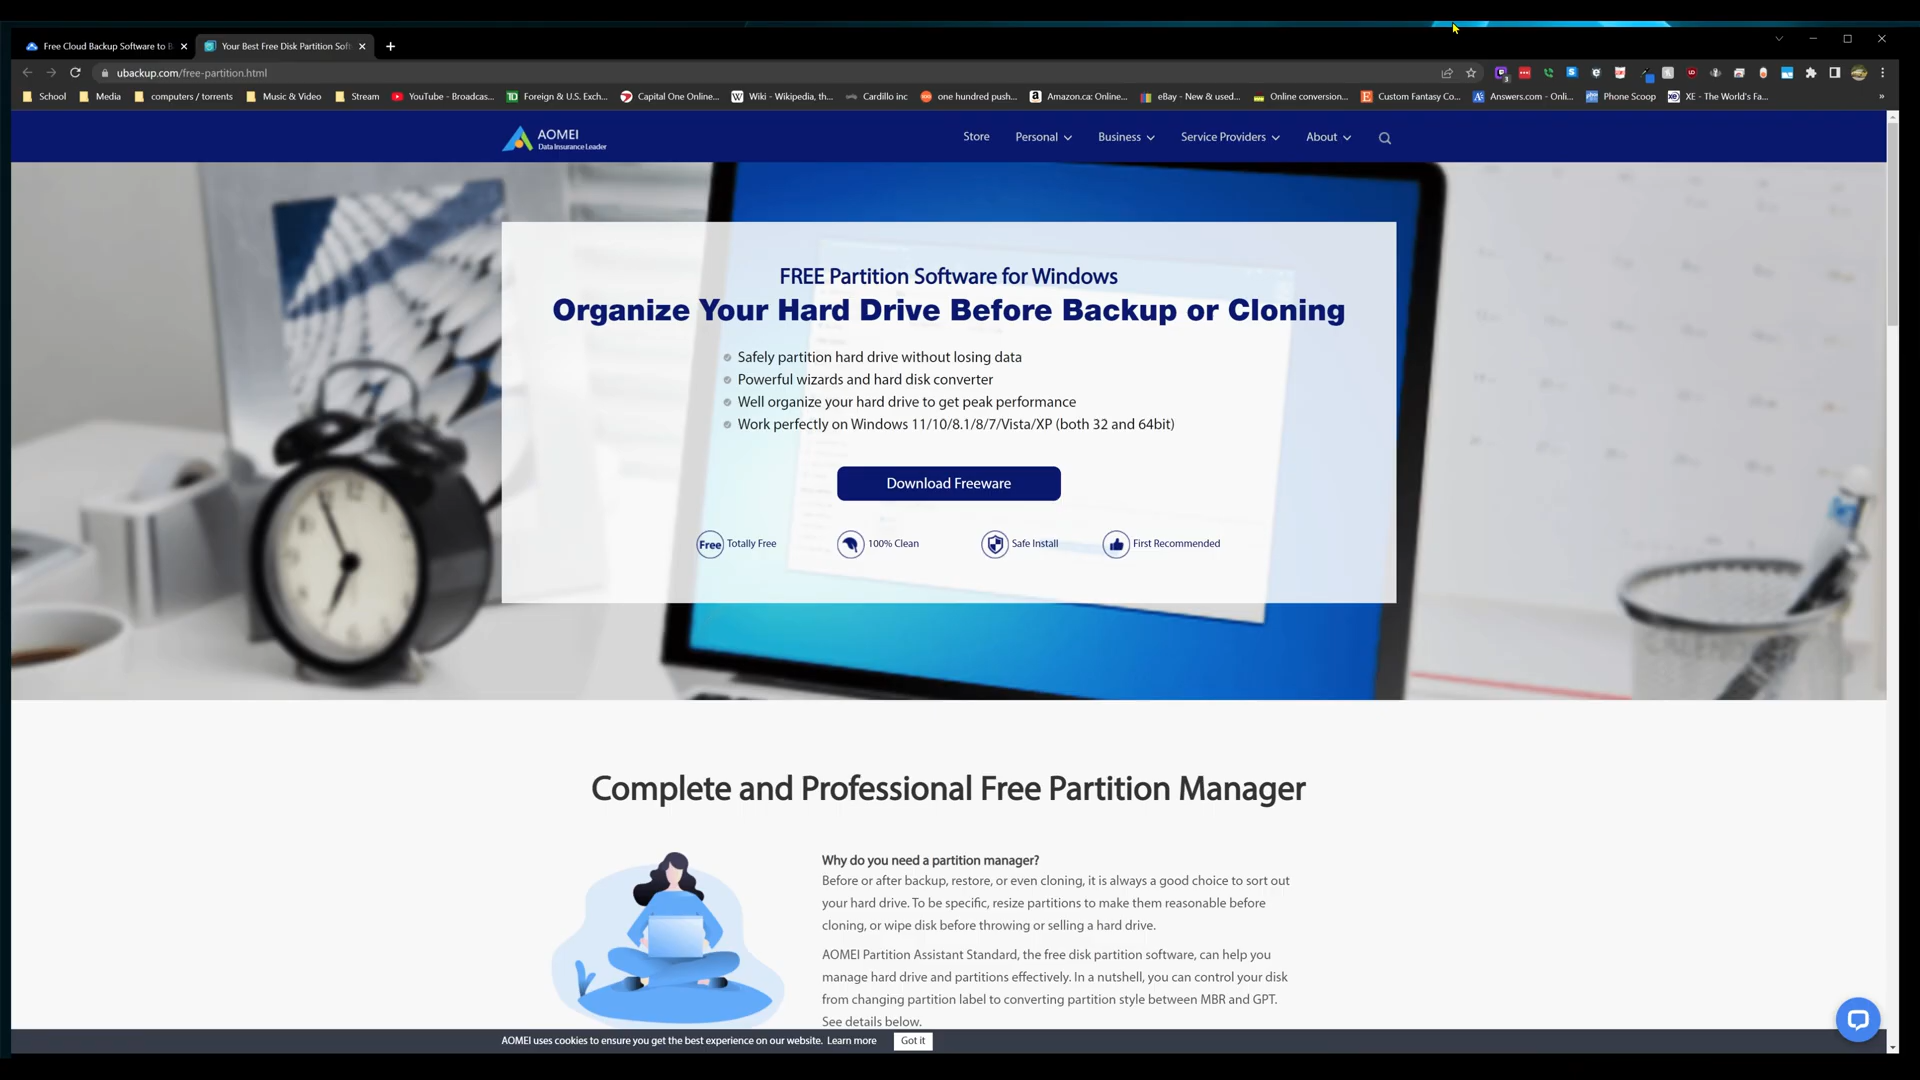 Free Cloud Backup Software to B
Your Best Free Disk Partition Soft
ubackup.com/free-partition.html
School
Media
computers / torrents
Music & Video
Stream
YouTube - Broadcas...
Foreign & U.S. Exch...
Capital One Online...
Wiki - Wikipedia, th...
Cardillo inc
one hundred push...
Amazon.ca: Online...
eBay - New & used...
Online conversion...
Custom Fantasy Co...
Answers.com - Onli...
Phone Scoop
XE - The World's Fa...
»
AOMEI
Data Insurance Leader
Store
Personal
Business
Service Providers
About
FREE Partition Software for Windows
Organize Your Hard Drive Before Backup or Cloning
Safely partition hard drive without losing data
Powerful wizards and hard disk converter
Well organize your hard drive to get peak performance
Work perfectly on Windows 11/10/8.1/8/7/Vista/XP (both 32 and 64bit)
Download Freeware
Free Totally Free
100% Clean
Safe Install
First Recommended
Complete and Professional Free Partition Manager
Why do you need a partition manager?
Before or after backup, restore, or even cloning, it is always a good choice to sort out
your hard drive. To be specific, resize partitions to make them reasonable before
cloning, or wipe disk before throwing or selling a hard drive.
AOMEI Partition Assistant Standard, the free disk partition software, can help you
manage hard drive and partitions effectively. In a nutshell, you can control your disk
from changing partition label to converting partition style between MBR and GPT.
See details below.
AOMEI uses cookies to ensure you get the best experience on our website. Learn more
Got it